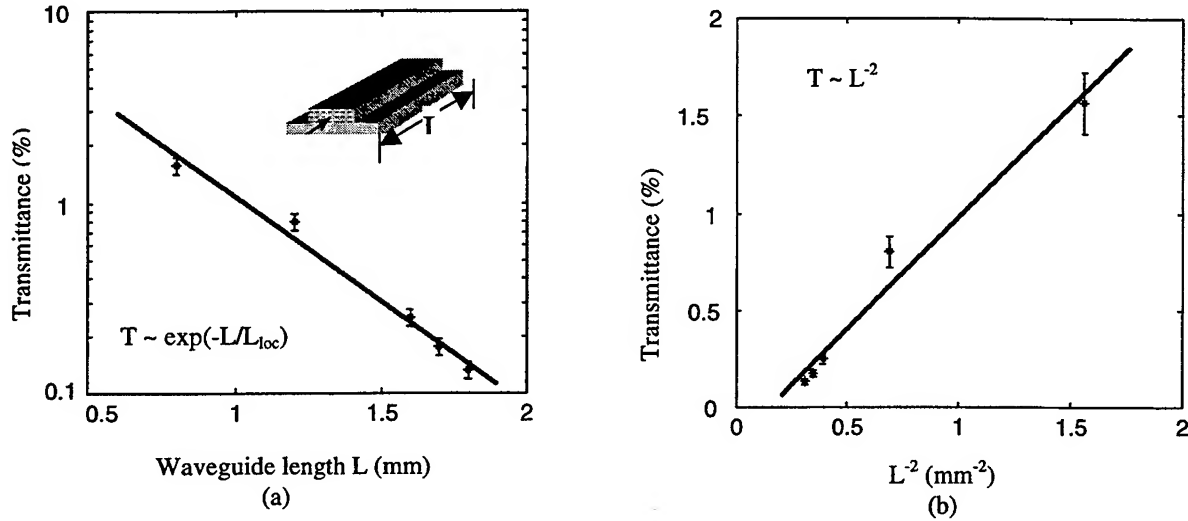 10
1
0.1
Transmittance (%)
T ~ exp(-L/L_loc)
L
0.5
1
1.5
2
Waveguide length L (mm)
(a)
2
1.5
1
0.5
0
Transmittance (%)
T ~ L^-2
0
0.5
1
1.5
2
L^-2 (mm^-2)
(b)